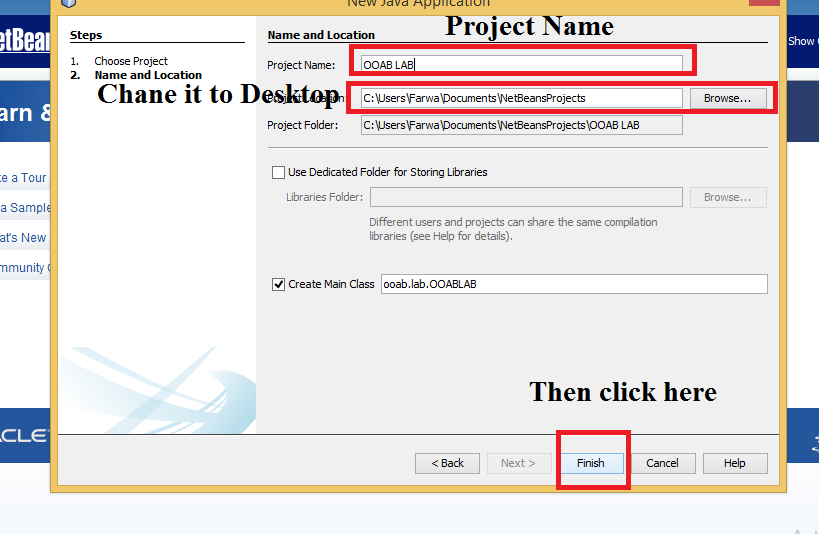 New Java Application
Project Name
Steps
Name and Location
1. Choose Project
2. Name and Location
Project Name: OOAB LAB
Chane it to Desktop
Project Location: C:\Users\Farwa\Documents\NetBeansProjects Browse...
Project Folder: C:\Users\Farwa\Documents\NetBeansProjects\OOAB LAB
Use Dedicated Folder for Storing Libraries
Libraries Folder: Browse...
Different users and projects can share the same compilation
libraries (see Help for details).
Create Main Class ooab.lab.OOABLAB
Then click here
< Back Next > Finish Cancel Help
etBean
Show
arn &
e a Tour
a Sample
at's New
mmunity
ACLE